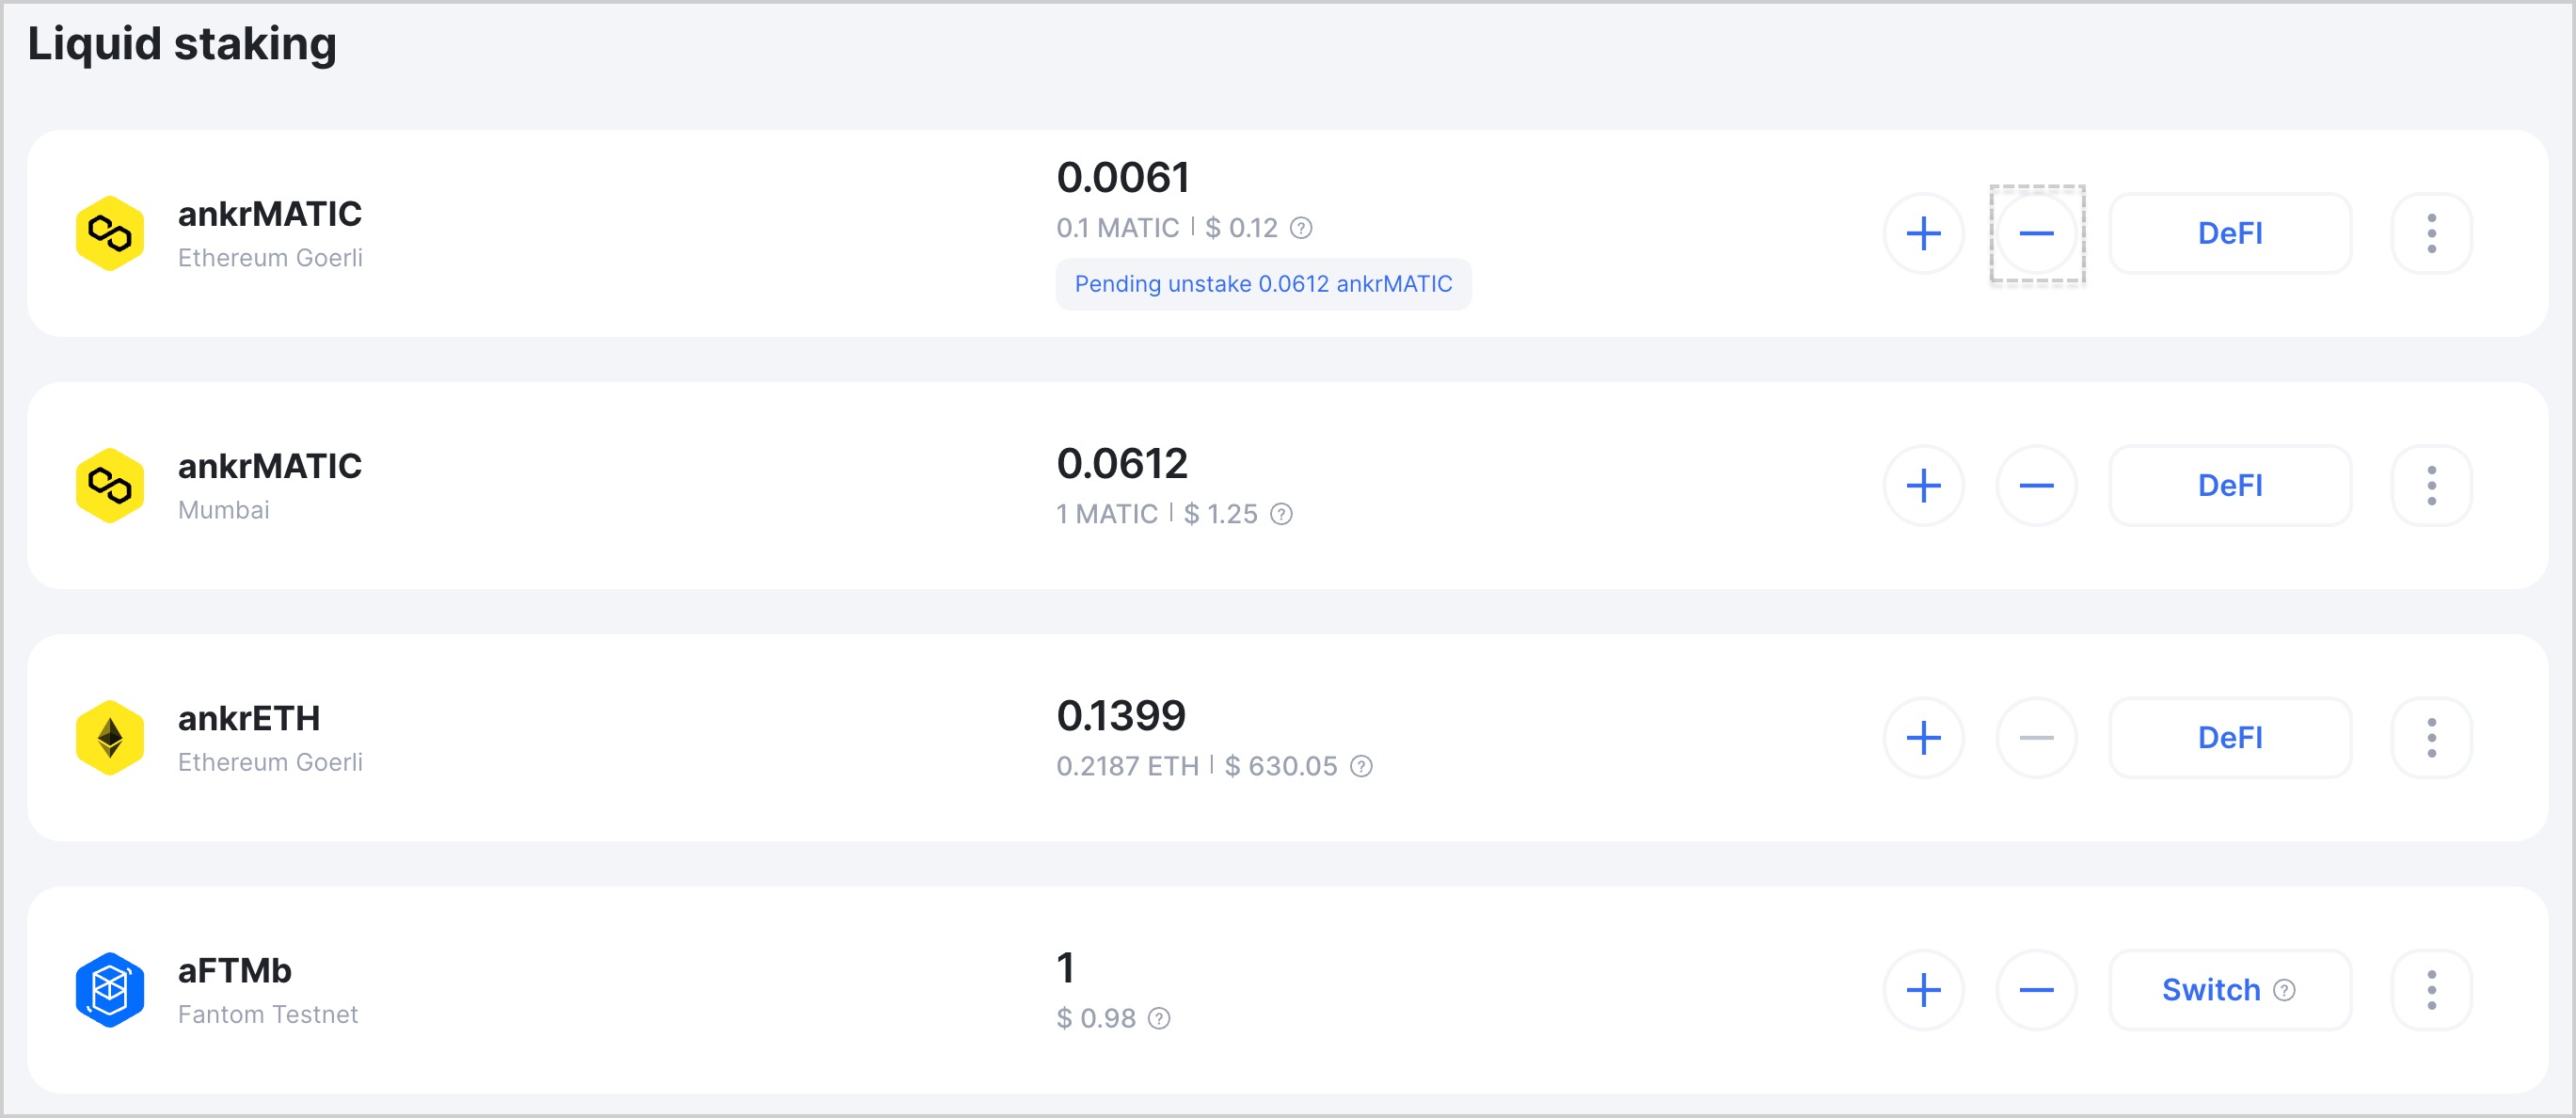 Liquid staking
ankrMATIC
Ethereum Goerli
0.0061
0.1 MATIC | $ 0.12 ?
Pending unstake 0.0612 ankrMATIC
DeFI
ankrMATIC
Mumbai
0.0612
1 MATIC | $ 1.25 ?
DeFI
ankrETH
Ethereum Goerli
0.1399
0.2187 ETH | $ 630.05 ?
DeFI
aFTMb
Fantom Testnet
1
$ 0.98 ?
Switch ?